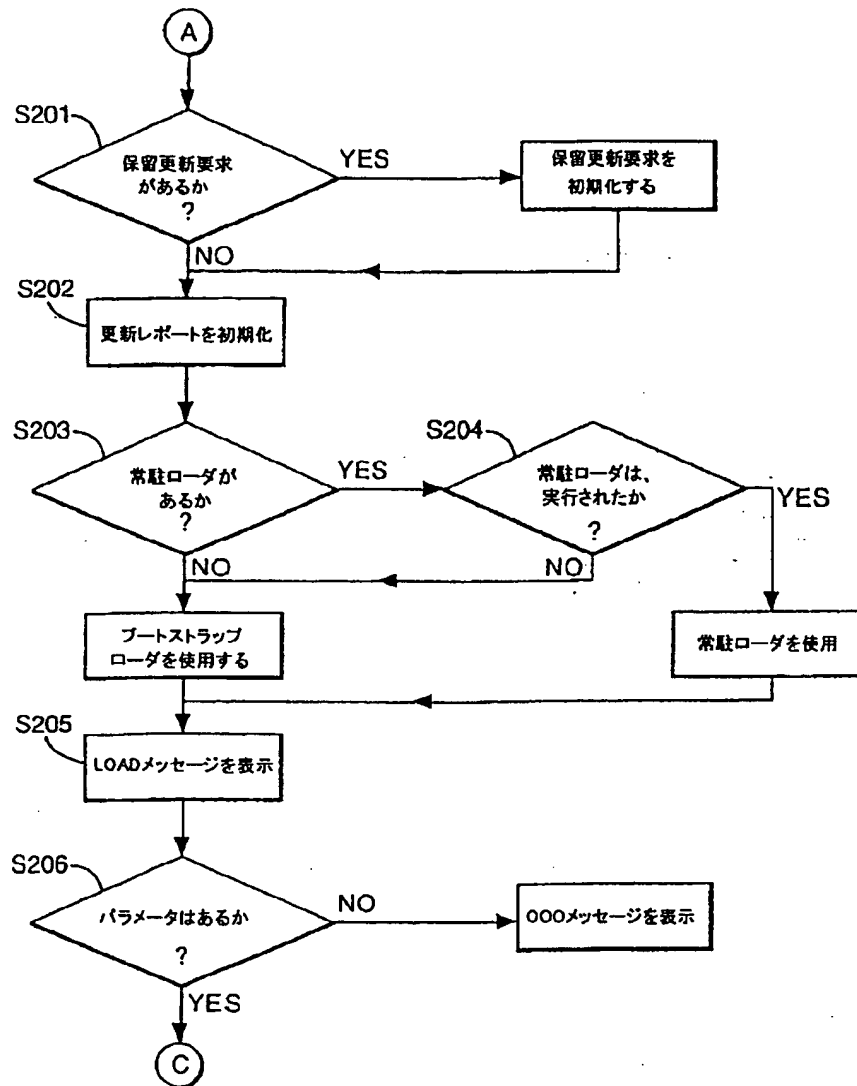 A
S201
保留更新要求
があるか
?
YES
保留更新要求を
初期化する
NO
S202
更新レポートを初期化
S203
常駐ローダが
あるか
?
YES
S204
常駐ローダは、
実行されたか
?
YES
NO
NO
ブートストラップ
ローダを使用する
常駐ローダを使用
S205
LOADメッセージを表示
S206
パラメータはあるか
?
NO
OOOメッセージを表示
YES
C